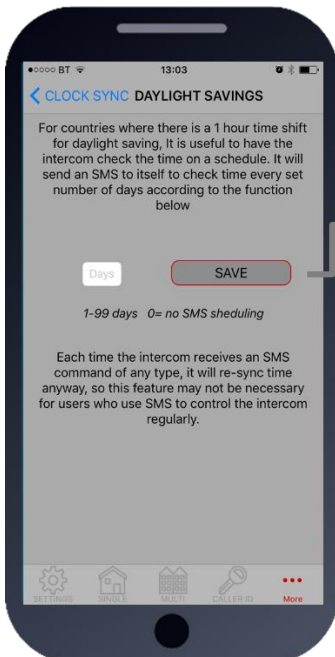 BT 13:03
CLOCK SYNC DAYLIGHT SAVINGS
For countries where there is a 1 hour time shift
for daylight saving, It is useful to have the
intercom check the time on a schedule. It will
send an SMS to itself to check time every set
number of days according to the function
below
Days SAVE
1-99 days 0= no SMS sheduling
Each time the intercom receives an SMS
command of any type, it will re-sync time
anyway, so this feature may not be necessary
for users who use SMS to control the intercom
regularly.
SETTINGS SINGLE MULTI CALLER ID More